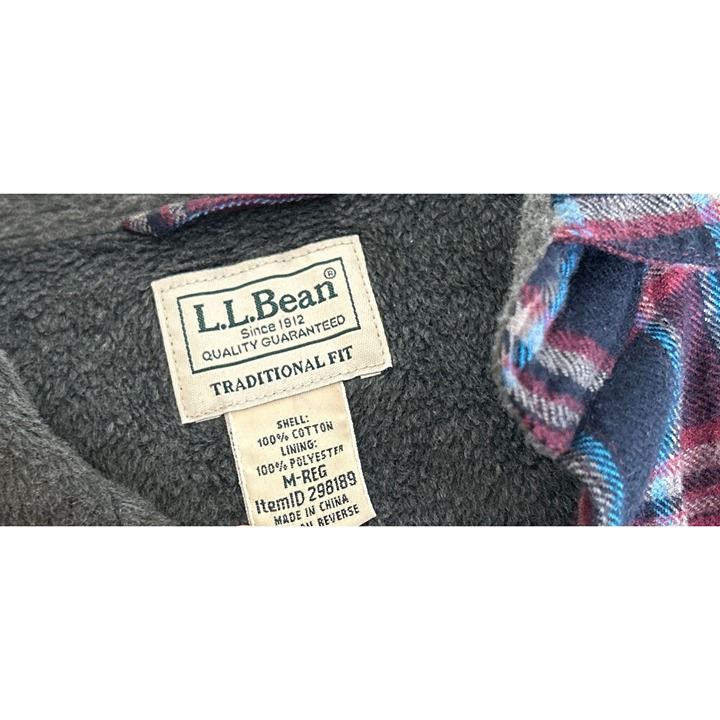 L.L.Bean®
Since 1912
QUALITY GUARANTEED
TRADITIONAL FIT
SHELL:
100% COTTON
LINING:
100% POLYESTER
M-REG
ItemID 298189
MADE IN CHINA
REVERSE